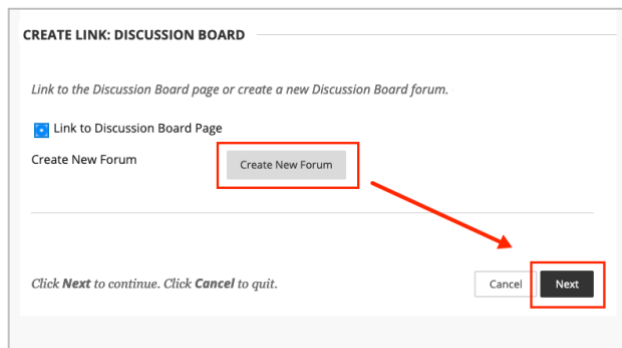 CREATE LINK: DISCUSSION BOARD
Link to the Discussion Board page or create a new Discussion Board forum.
Link to Discussion Board Page
Create New Forum
Create New Forum
Click Next to continue. Click Cancel to quit.
Cancel
Next